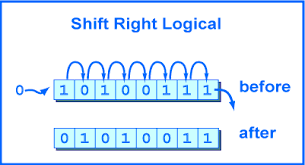 Shift Right Logical
0 1 0 1 0 0 1 1 1 before
0 1 0 1 0 0 1 1 after